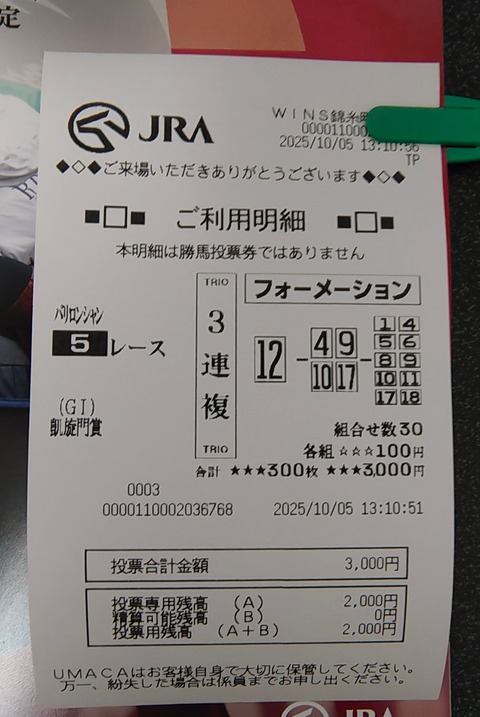 定
JRA
WINS錦糸
0000110002
2025/10/05 13:10:56
TP
◆◇◆ご来場いただきありがとうございます◆◇◆
■□■ ご利用明細 ■□■
本明細は勝馬投票券ではありません
パリロンシャン
5レース
(GI)
凱旋門賞
TRIO
3連複
TRIO
フォーメーション
12 - 4 9 10 17 - 1 4 5 6 8 9 10 11 17 18
組合せ数30
各組 ☆☆☆100円
合計 ★★★300枚 ★★★3,000円
0003
0000110002036768 2025/10/05 13:10:51
投票合計金額 3,000円
投票専用残高 (A) 2,000円
精算可能残高 (B) 0円
投票用残高 (A+B) 2,000円
UMACAはお客様自身で大切に保管してください。
万一、紛失した場合は係員までお申し出ください。
JRA